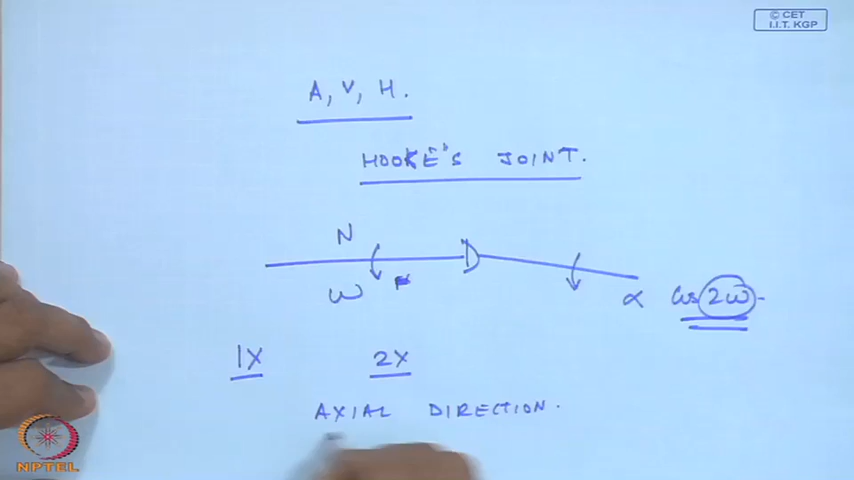 © CET
I.I.T. KGP
A, V, H.
HOOKE'S JOINT.
N
ω
α cos 2ω
1X 2X
AXIAL DIRECTION.
NPTEL